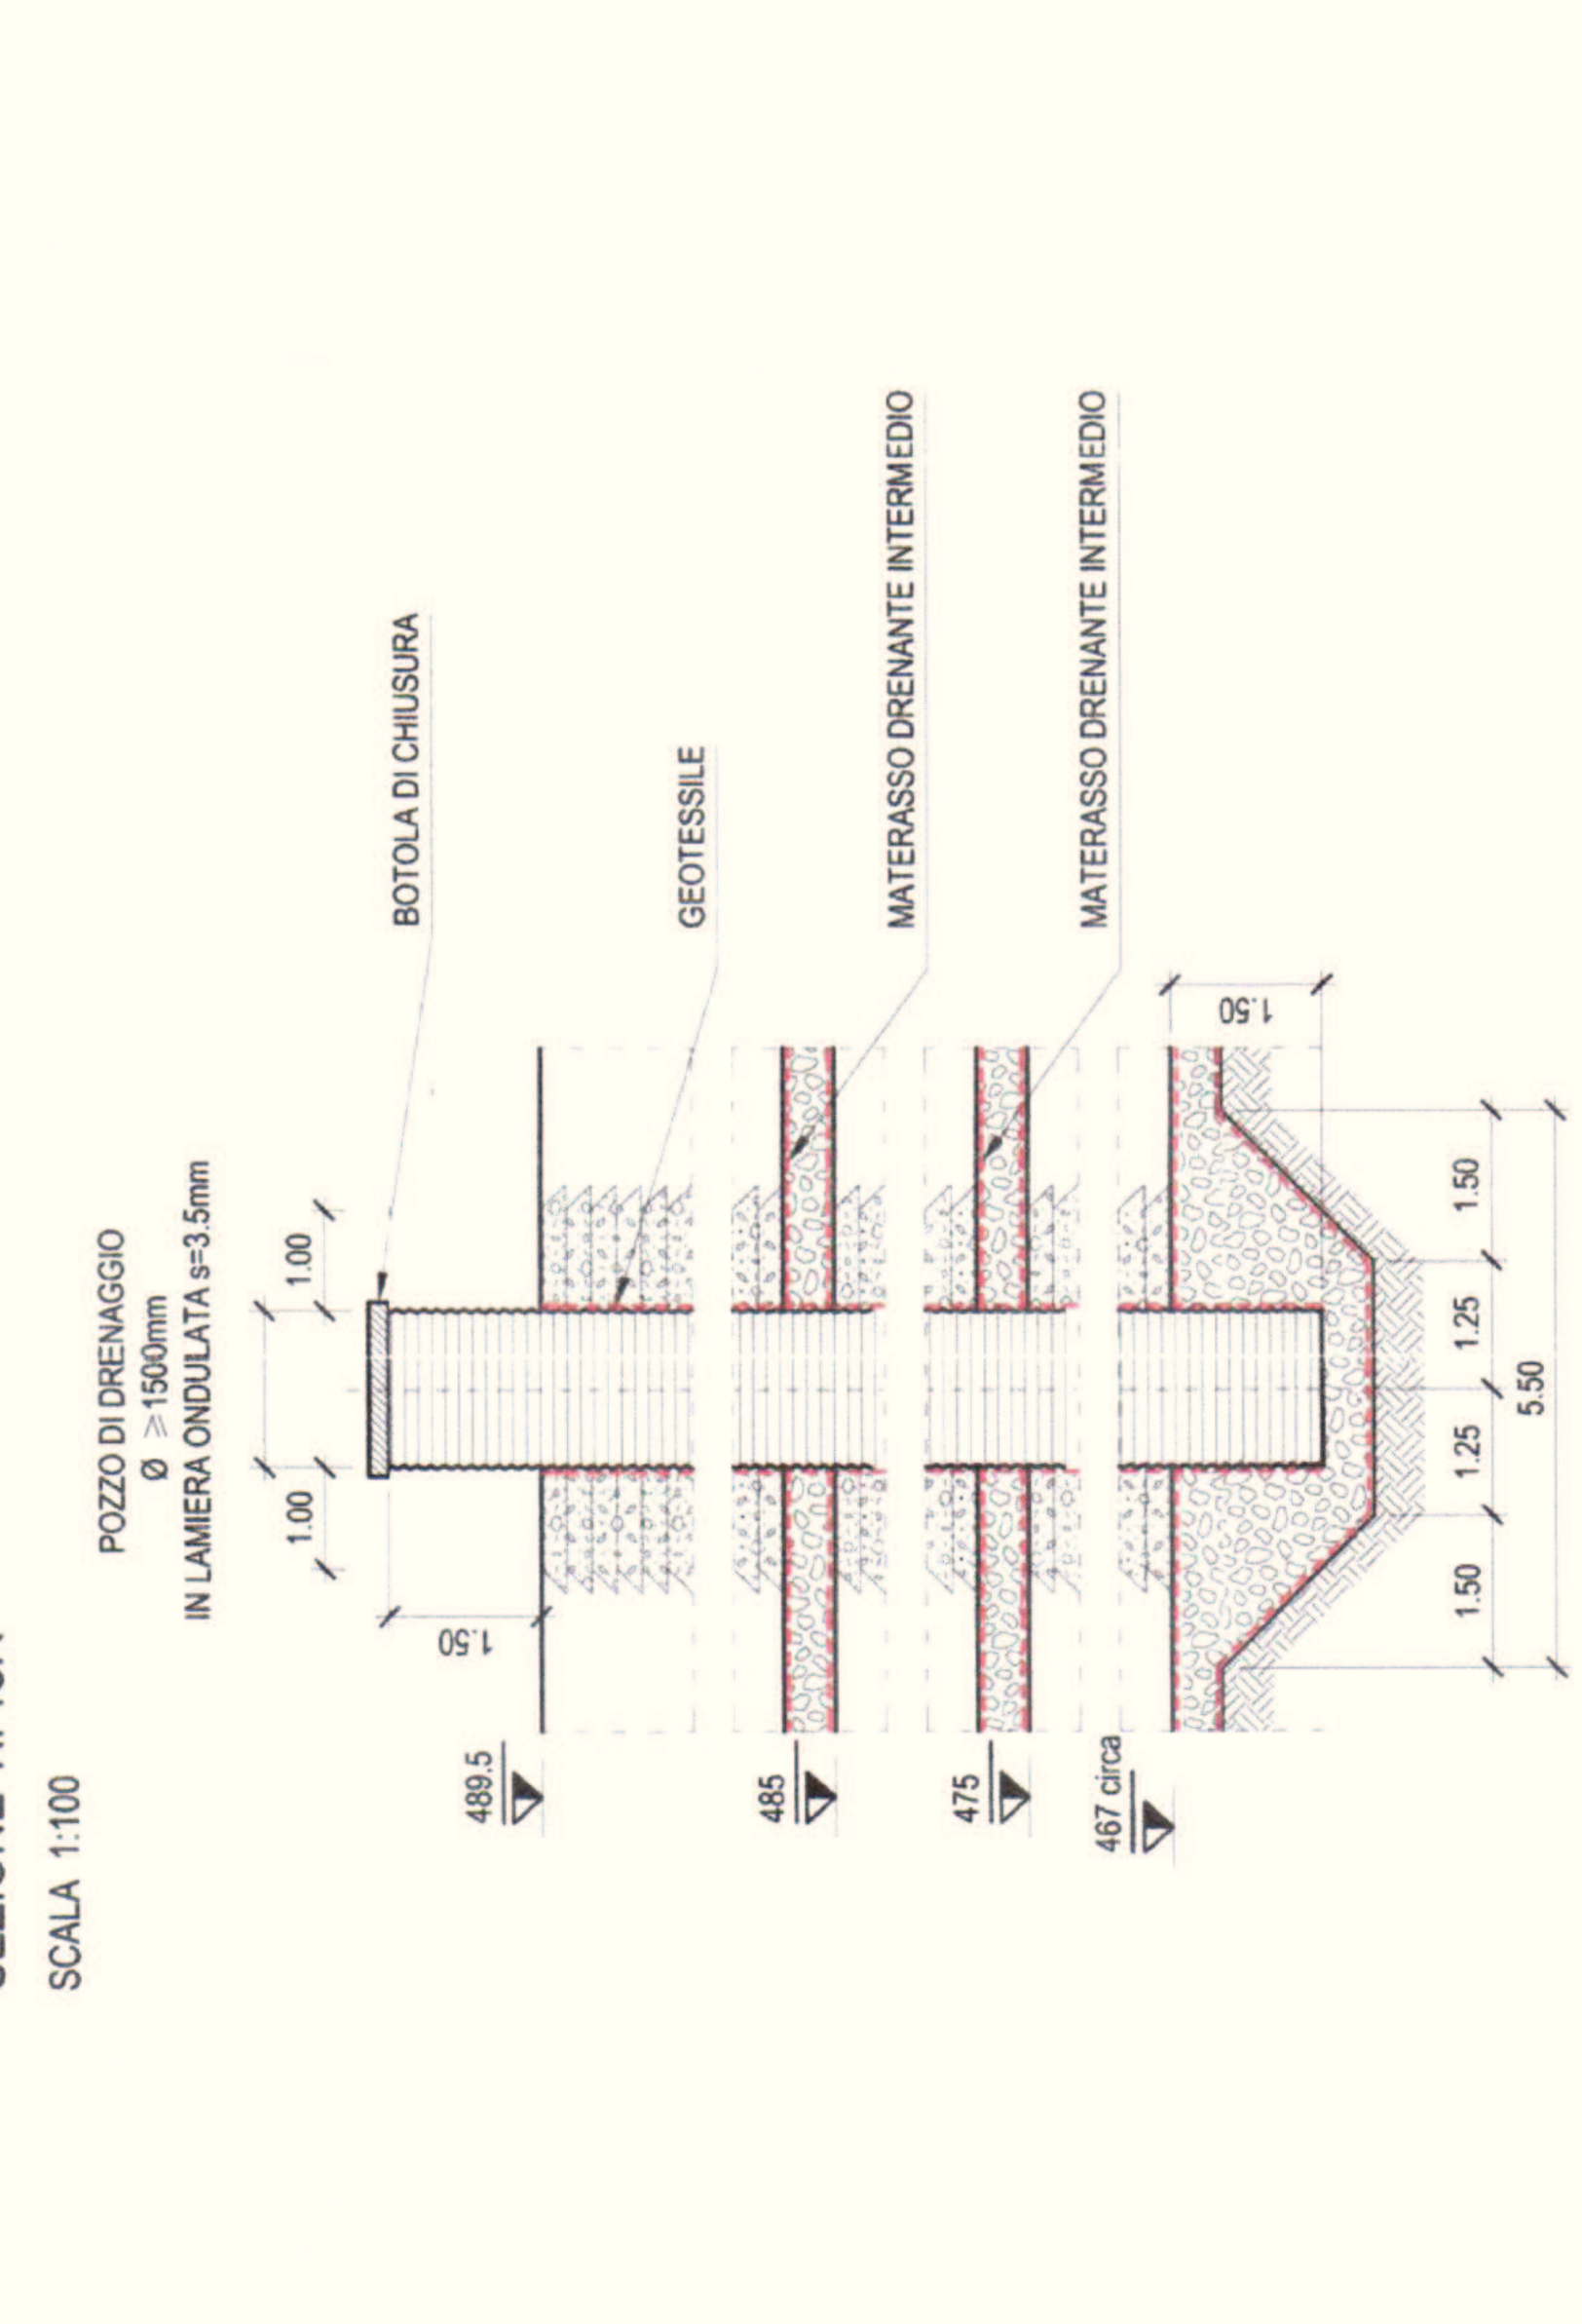 SCALA 1:100
POZZO DI DRENAGGIO
Ø ⩾1500mm
IN LAMIERA ONDULATA s=3.5mm
1.00
1.00
BOTOLA DI CHIUSURA
1.50
489.5
GEOTESSILE
485
MATERASSO DRENANTE INTERMEDIO
475
MATERASSO DRENANTE INTERMEDIO
467 circa
1.50
1.50
1.25
1.25
1.50
5.50